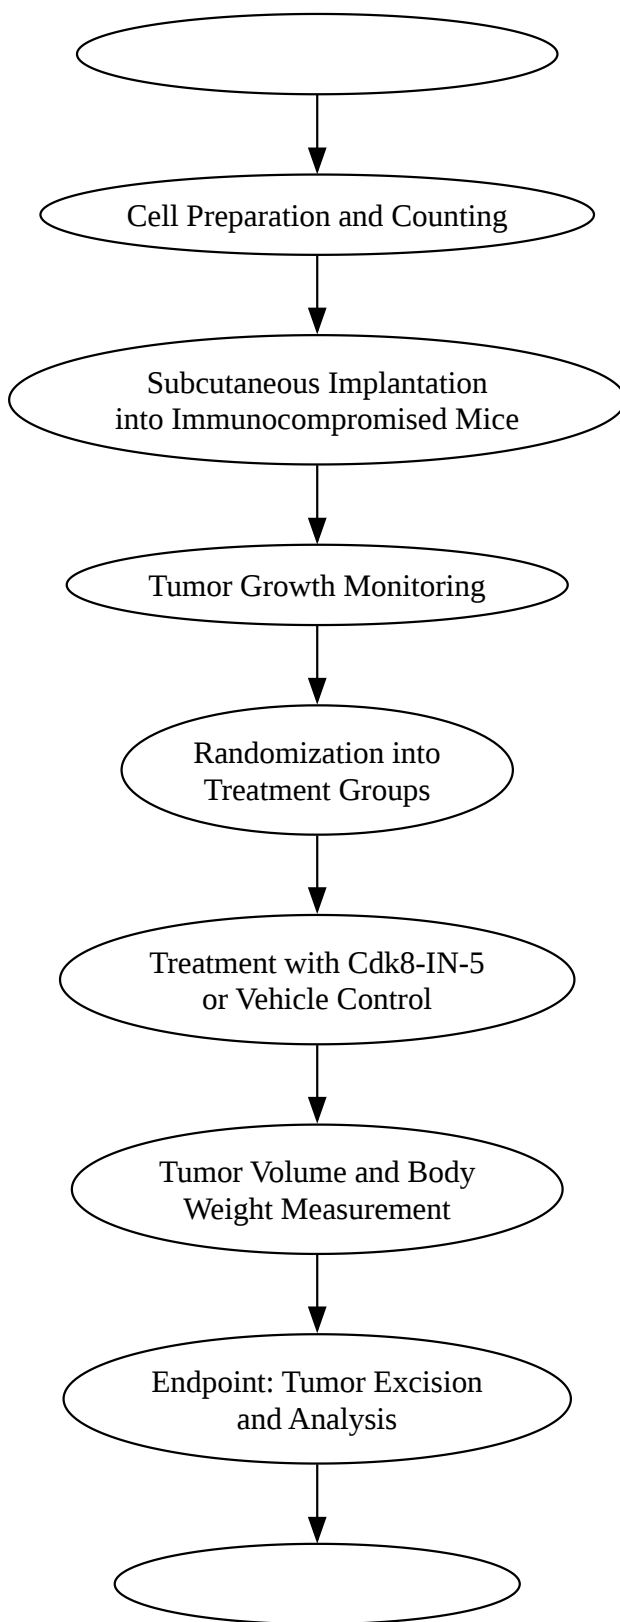 Cell Preparation and Counting
Subcutaneous Implantation
into Immunocompromised Mice
Tumor Growth Monitoring
Randomization into
Treatment Groups
Treatment with Cdk8-IN-5
or Vehicle Control
Tumor Volume and Body
Weight Measurement
Endpoint: Tumor Excision
and Analysis